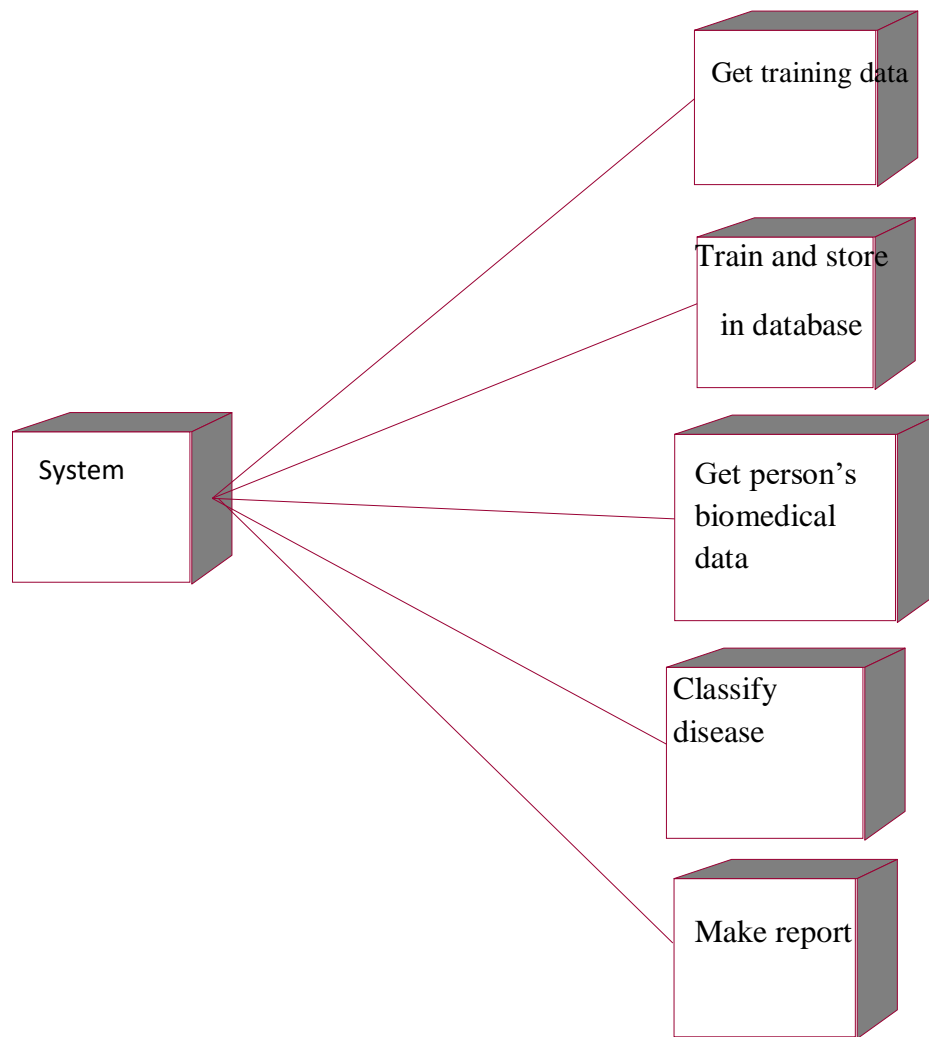 Get training data
Train and store
in database
System
Get person’s
biomedical
data
Classify
disease
Make report